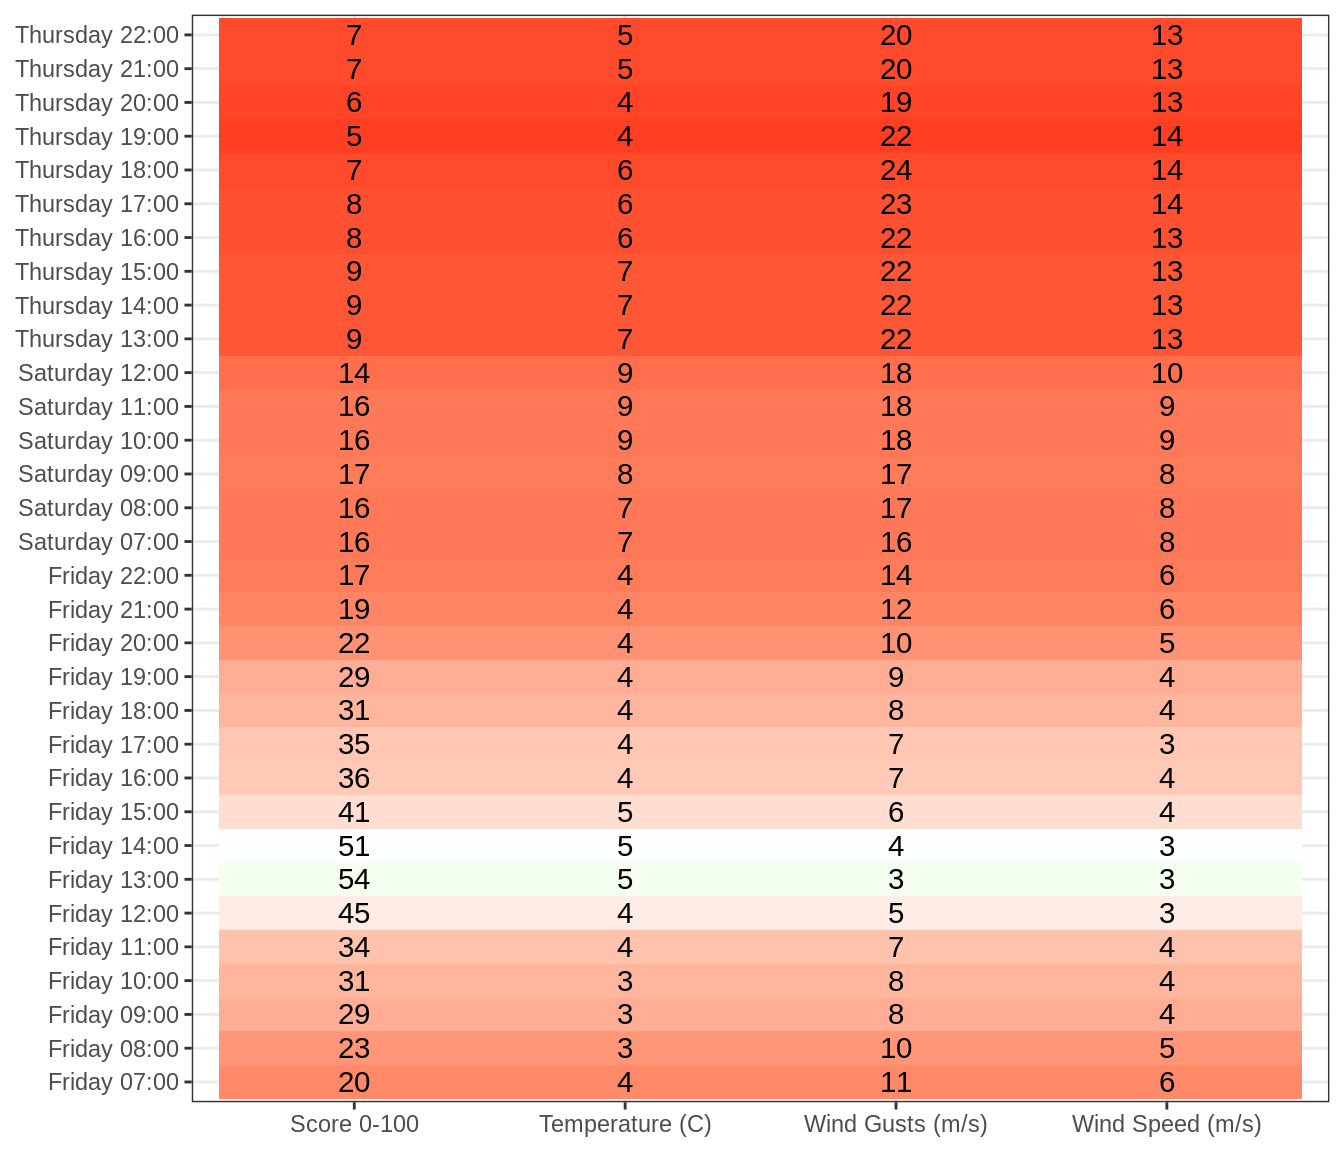 Thursday 22:00 7 5 20 13
Thursday 21:00 7 5 20 13
Thursday 20:00 6 4 19 13
Thursday 19:00 5 4 22 14
Thursday 18:00 7 6 24 14
Thursday 17:00 8 6 23 14
Thursday 16:00 8 6 22 13
Thursday 15:00 9 7 22 13
Thursday 14:00 9 7 22 13
Thursday 13:00 9 7 22 13
Saturday 12:00 14 9 18 10
Saturday 11:00 16 9 18 9
Saturday 10:00 16 9 18 9
Saturday 09:00 17 8 17 8
Saturday 08:00 16 7 17 8
Saturday 07:00 16 7 16 8
Friday 22:00 17 4 14 6
Friday 21:00 19 4 12 6
Friday 20:00 22 4 10 5
Friday 19:00 29 4 9 4
Friday 18:00 31 4 8 4
Friday 17:00 35 4 7 3
Friday 16:00 36 4 7 4
Friday 15:00 41 5 6 4
Friday 14:00 51 5 4 3
Friday 13:00 54 5 3 3
Friday 12:00 45 4 5 3
Friday 11:00 34 4 7 4
Friday 10:00 31 3 8 4
Friday 09:00 29 3 8 4
Friday 08:00 23 3 10 5
Friday 07:00 20 4 11 6
Score 0-100 Temperature (C) Wind Gusts (m/s) Wind Speed (m/s)